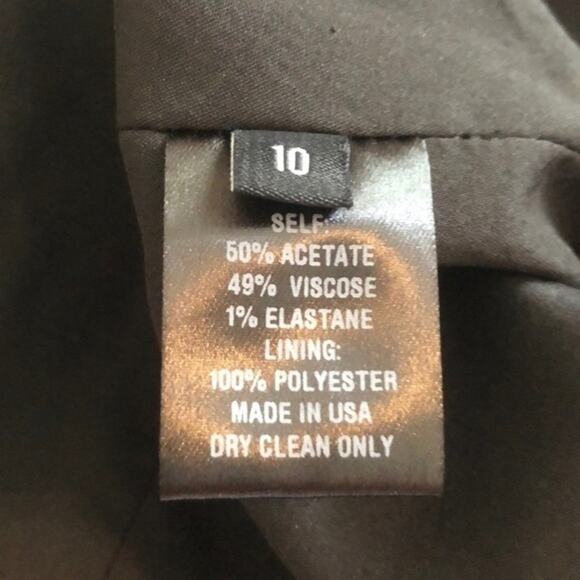 10
SELF:
50% ACETATE
49% VISCOSE
1% ELASTANE
LINING:
100% POLYESTER
MADE IN USA
DRY CLEAN ONLY